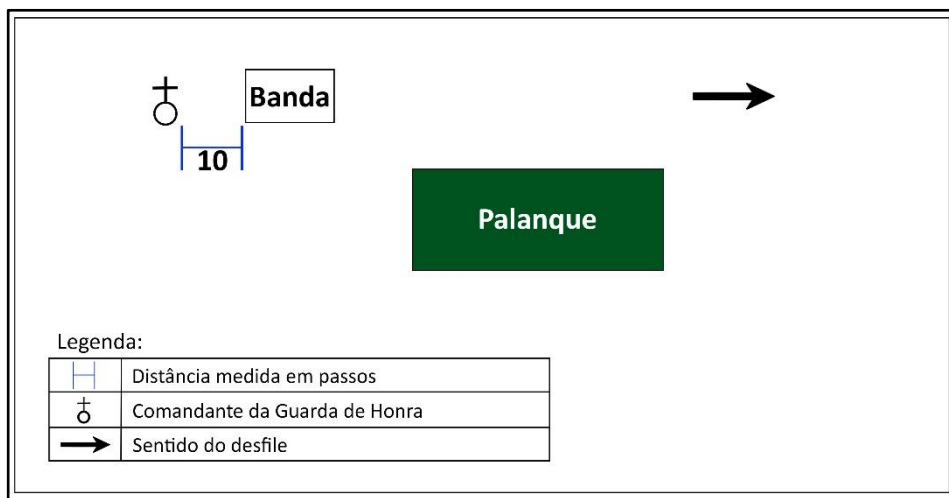 Banda
10
Palanque
Legenda:
Distância medida em passos
Comandante da Guarda de Honra
Sentido do desfile